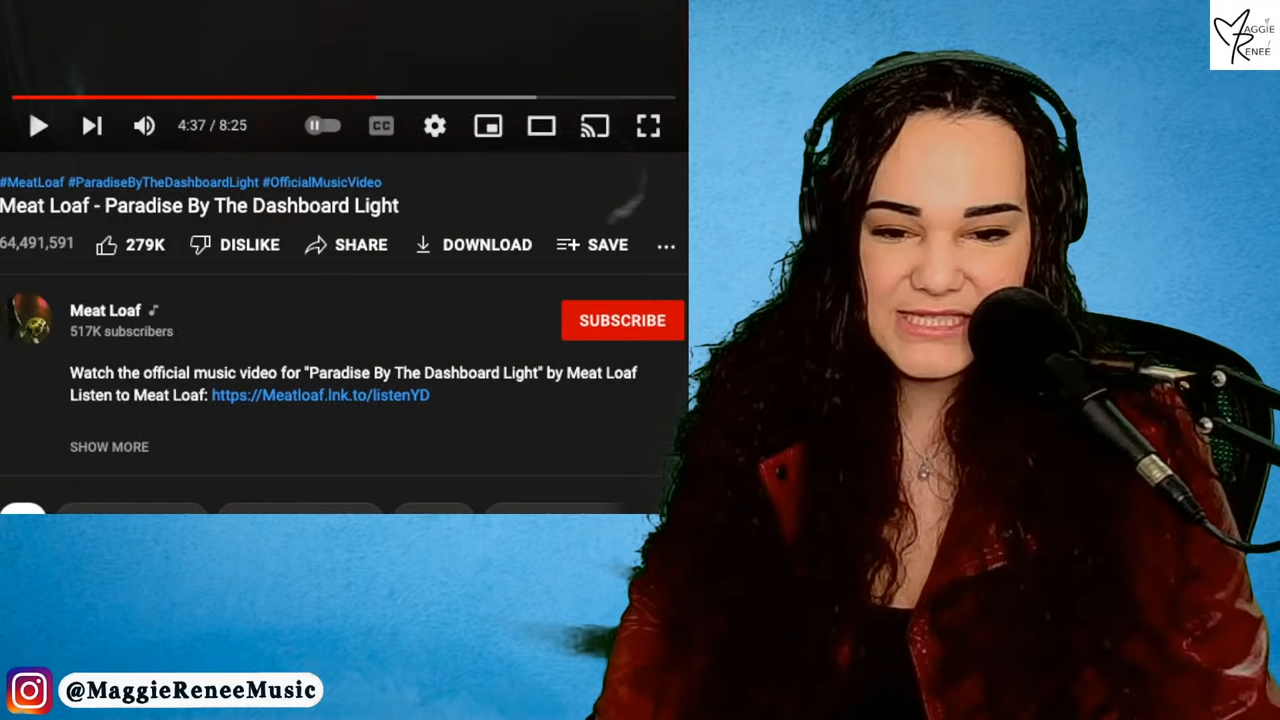 4:37 / 8:25
CC
#MeatLoaf #ParadiseByTheDashboardLight #OfficialMusicVideo
Meat Loaf - Paradise By The Dashboard Light
64,491,591 279K DISLIKE SHARE DOWNLOAD SAVE
Meat Loaf
517K subscribers
SUBSCRIBE
Watch the official music video for "Paradise By The Dashboard Light" by Meat Loaf
Listen to Meat Loaf: https://Meatloaf.lnk.to/listenYD
SHOW MORE
MAGGIE
RENEE
@MaggieReneeMusic